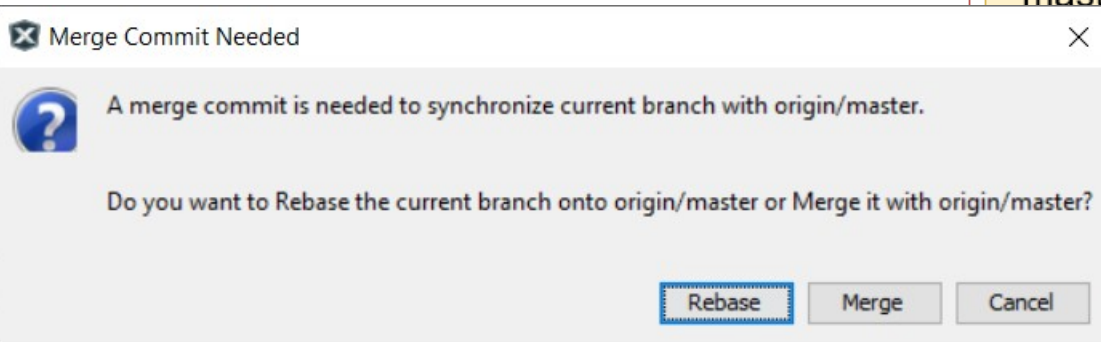 Merge Commit Needed
A merge commit is needed to synchronize current branch with origin/master.
Do you want to Rebase the current branch onto origin/master or Merge it with origin/master?
Rebase Merge Cancel